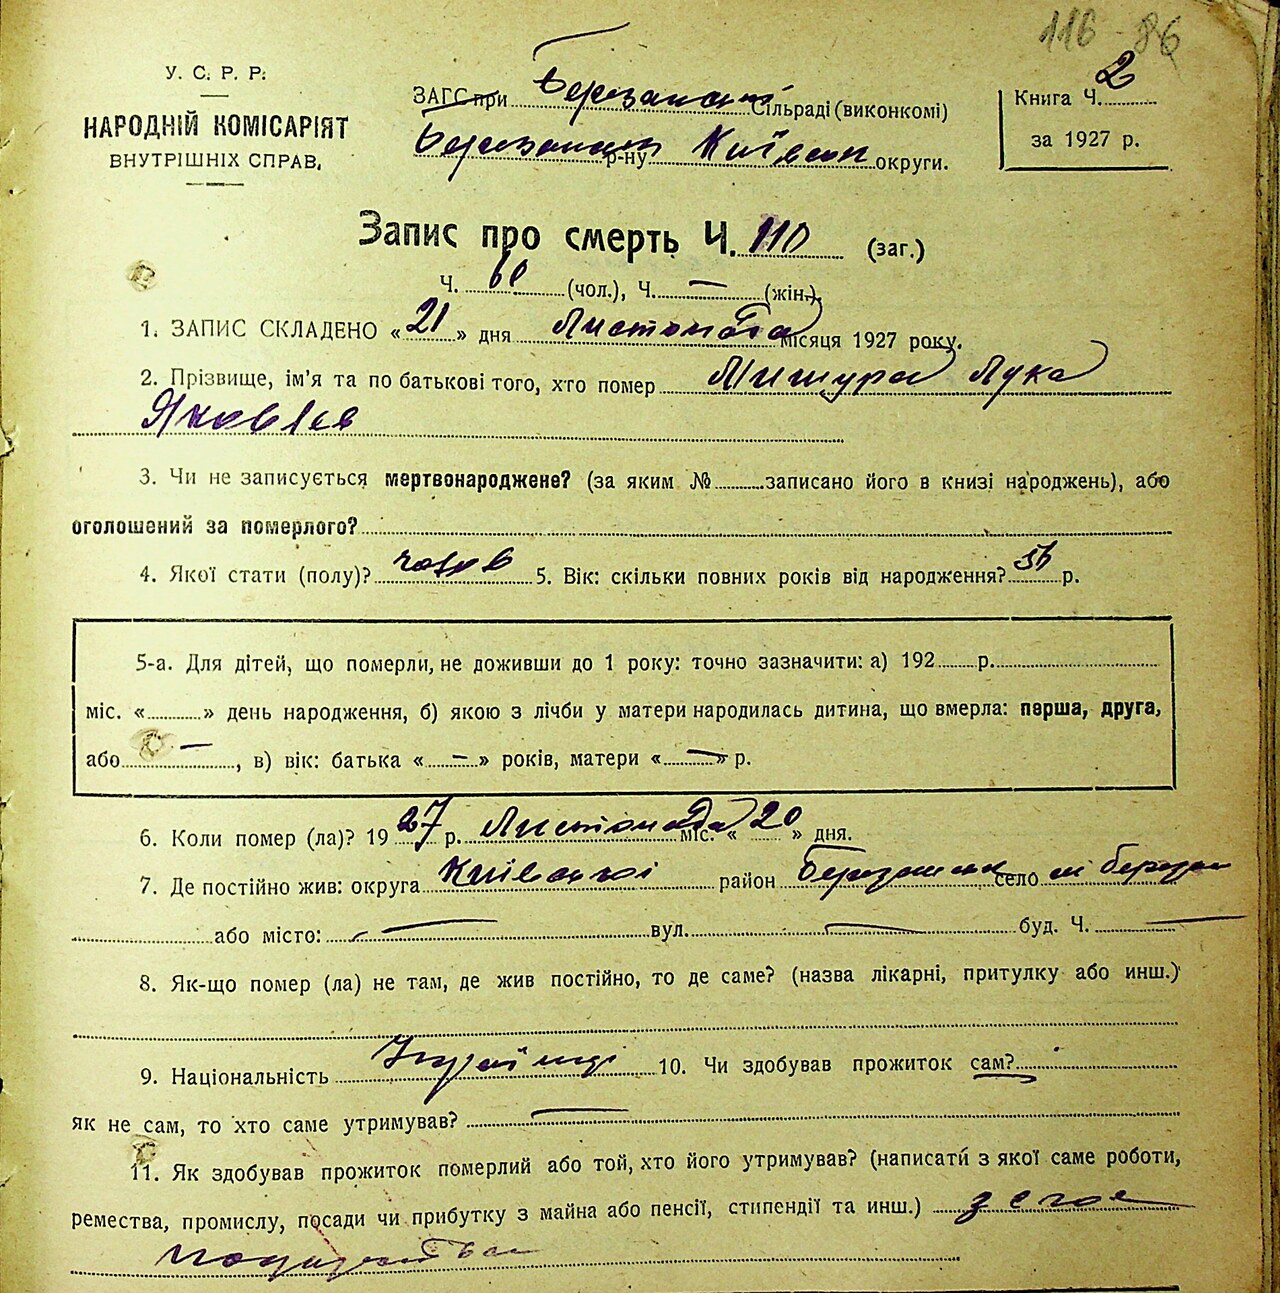 116 - 86
У. С. Р. Р.
НАРОДНІЙ КОМІСАРІЯТ
ВНУТРІШНІХ СПРАВ.
ЗАГС при Березанській Сільраді (виконкомі)
р-ну Київськ округи.
Книга Ч. 2
за 1927 р.
Запис про смерть Ч. 110 (заг.)
Ч. (чол.), Ч. — (жін.)
1. ЗАПИС СКЛАДЕНО «21» дня Листопада місяця 1927 року.
2. Прізвище, ім'я та по батькові того, хто помер Мишура Лука
Яковлев
3. Чи не записується мертвонароджене? (за яким № записано його в книзі народжень), або
оголошений за померлого?
4. Якої стати (полу)? чолов 5. Вік: скільки повних років від народження? р.
5-а. Для дітей, що померли, не доживши до 1 року: точно зазначити: а) 192 р.
міс. « » день народження, б) якою з лічби у матери народилась дитина, що вмерла: перша, друга,
або —, в) вік: батька « — » років, матери « — » р.
6. Коли помер (ла)? 1927 р. Листопада міс. «20» дня.
7. Де постійно жив: округа Київської район Березанськ село м Березань
або місто: — вул. — буд. Ч. —
8. Як-що помер (ла) не там, де жив постійно, то де саме? (назва лікарні, притулку або инш.)
9. Національність 10. Чи здобував прожиток сам?
як не сам, то хто саме утримував? —
11. Як здобував прожиток померлий або той, хто його утримував? (написати з якої саме роботи,
ремества, промислу, посади чи прибутку з майна або пенсії, стипендії та инш.) з сього